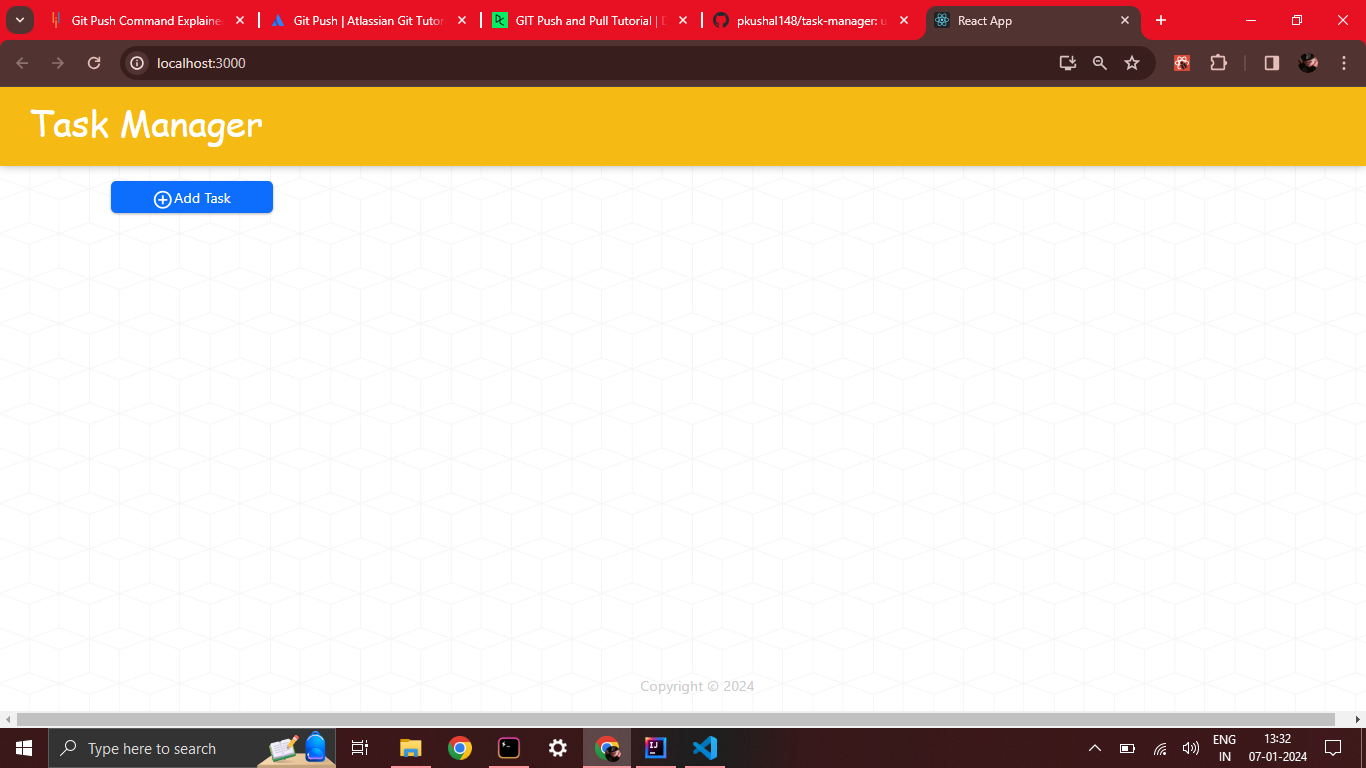 Git Push Command Explaine
Git Push | Atlassian Git Tutor
GIT Push and Pull Tutorial | D
pkushal148/task-manager: u
React App
localhost:3000
Task Manager
Add Task
Copyright © 2024
Type here to search
ENG
IN
13:32
07-01-2024